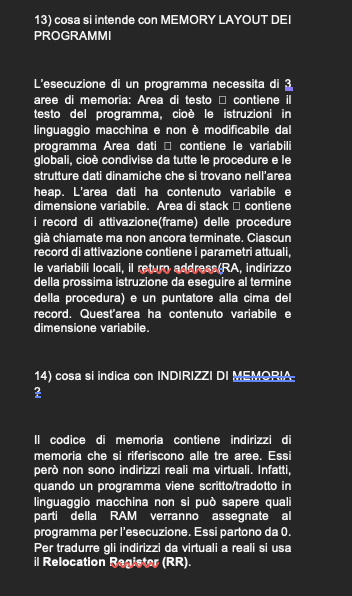 13) cosa si intende con MEMORY LAYOUT DEI
PROGRAMMI
L'esecuzione di un programma necessita di 3
aree di memoria: Area di testo □ contiene il
testo del programma, cioè le istruzioni in
linguaggio macchina e non è modificabile dal
programma Area dati □ contiene le variabili
globali, cioè condivise da tutte le procedure e le
strutture dati dinamiche che si trovano nell'area
heap. L'area dati ha contenuto variabile e
dimensione variabile. Area di stack □ contiene
i record di attivazione(frame) delle procedure
già chiamate ma non ancora terminate. Ciascun
record di attivazione contiene i parametri attuali,
le variabili locali, il return address(RA, indirizzo
della prossima istruzione da eseguire al termine
della procedura) e un puntatore alla cima del
record. Quest'area ha contenuto variabile e
dimensione variabile.
14) cosa si indica con INDIRIZZI DI MEMORIA
?
Il codice di memoria contiene indirizzi di
memoria che si riferiscono alle tre aree. Essi
però non sono indirizzi reali ma virtuali. Infatti,
quando un programma viene scritto/tradotto in
linguaggio macchina non si può sapere quali
parti della RAM verranno assegnate al
programma per l'esecuzione. Essi partono da 0.
Per tradurre gli indirizzi da virtuali a reali si usa
il Relocation Register (RR).